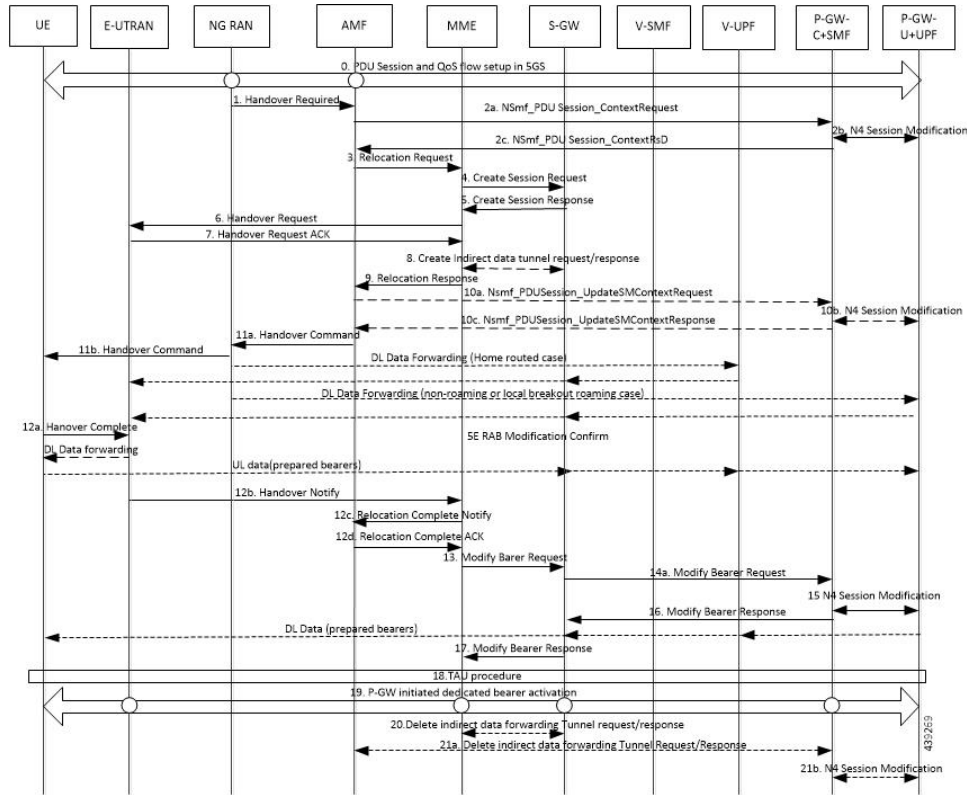 UE
E-UTRAN
NG RAN
AMF
MME
S-GW
V-SMF
V-UPF
P-GW-
C+SMF
P-GW-
U+UPF
0. PDU Session and QoS flow setup in 5GS
1. Handover Required
2a. NSmf_PDU Session_ContextRequest
2b. N4 Session Modification
2c. NSmf_PDU Session_ContextRsD
3. Relocation Request
4. Create Session Request
5. Create Session Response
6. Handover Request
7. Handover Request ACK
8. Create Indirect data tunnel request/response
9. Relocation Response
10a. Nsmf_PDUSession_UpdateSMContextRequest
10b. N4 Session Modification
10c. Nsmf_PDUSession_UpdateSMContextResponse
11a. Handover Command
11b. Handover Command
DL Data Forwarding (Home routed case)
DL Data Forwarding (non-roaming or local breakout roaming case)
12a. Hanover Complete
5E RAB Modification Confirm
DL Data forwarding
UL data(prepared bearers)
12b. Handover Notify
12c. Relocation Complete Notify
12d. Relocation Complete ACK
13. Modify Barer Request
14a. Modify Bearer Request
15 N4 Session Modification
16. Modify Bearer Response
DL Data (prepared bearers)
17. Modify Bearer Response
18.TAU procedure
19. P-GW initiated dedicated bearer activation
20.Delete indirect data forwarding Tunnel request/response
21a. Delete indirect data forwarding Tunnel Request/Response
21b. N4 Session Modification
439269